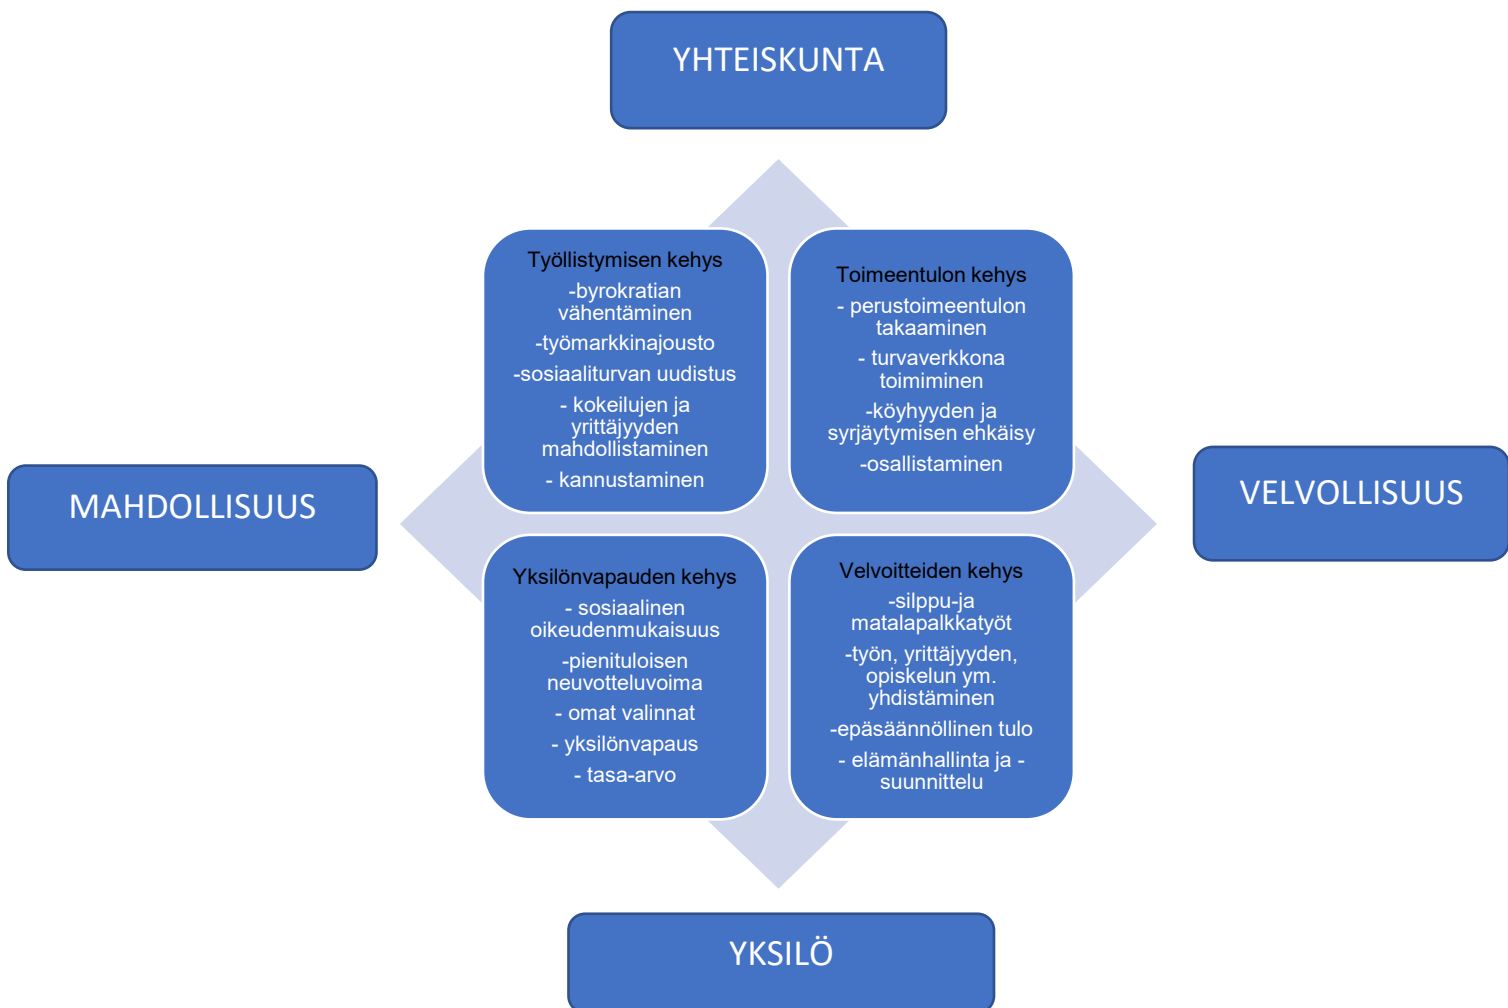 YHTEISKUNTA
Työllistymisen kehys
-byrokratian
vähentäminen
-työmarkkinajousto
-sosiaaliturvan uudistus
- kokeilujen ja
yrittäjyyden
mahdollistaminen
- kannustaminen
Toimeentulon kehys
- perustoimeentulon
takaaminen
- turvaverkkona
toimiminen
-köyhyyden ja
syrjäytymisen ehkäisy
-osallistaminen
MAHDOLLISUUS
VELVOLLISUUS
Yksilönvapauden kehys
- sosiaalinen
oikeudenmukaisuus
-pienituloisen
neuvotteluvoima
- omat valinnat
- yksilönvapaus
- tasa-arvo
Velvoitteiden kehys
-silppu-ja
matalapalkkatyöt
-työn, yrittäjyyden,
opiskelun ym.
yhdistäminen
-epäsäännöllinen tulo
- elämänhallinta ja -
suunnittelu
YKSILÖ